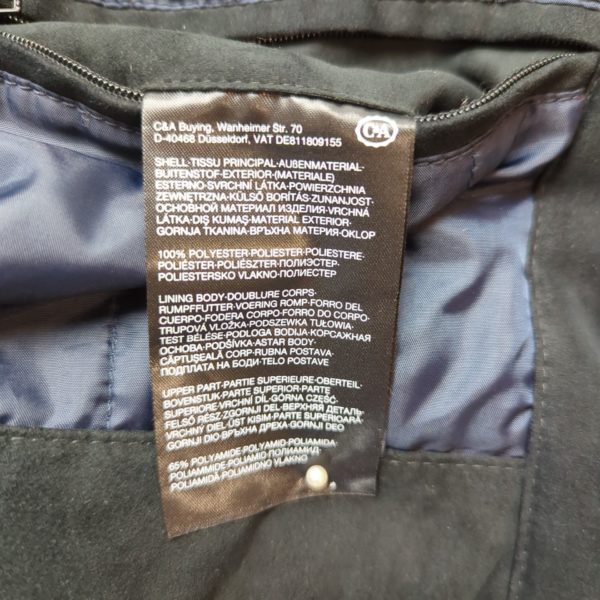 C&A Buying, Wanheimer Str. 70
D-40468 Düsseldorf, VAT DE811809155
C&A
SHELL·TISSU PRINCIPAL·AUßENMATERIAL·
BUITENSTOF·EXTERIOR·(MATERIALE)
ESTERNO·SVRCHNÍ LÁTKA·POWIERZCHNIA
ZEWNĘTRZNA·KÜLSŐ BORÍTÁS·ZUNANJOST·
ОСНОВНОЙ МАТЕРИАЛ ИЗДЕЛИЯ·VRCHNÁ
LÁTKA·DIŞ KUMAŞ·MATERIAL EXTERIOR·
GORNJA TKANINA·ВРЪХНА МАТЕРИЯ·OKLOP
100% POLYESTER·POLIÉSTER·POLIESTERE·
POLIÉSTER·POLIÉSZTER·ПОЛИЭСТЕР·
POLIESTERSKO VLAKNO·ПОЛИЕСТЕР
LINING BODY·DOUBLURE CORPS·
RUMPFFUTTER·VOERING ROMP·FORRO DEL
CUERPO·FODERA CORPO·FORRO DO CORPO·
TRUPOVÁ VLOŽKA·PODSZEWKA TUŁOWIA·
TEST BÉLÉSE·PODLOGA BODIJA·КОРСАЖНАЯ
ОСНОВА·PODŠÍVKA·ASTAR BODY·
CĂPTUŞEALĂ CORP·RUBNA POSTAVA·
ПОДПЛАТА НА БОДИ·TELO POSTAVE
UPPER PART·PARTIE SUPERIEURE·OBERTEIL·
BOVENSTUK·PARTE SUPERIOR·PARTE
SUPERIORE·VRCHNÍ DÍL·GÓRNA CZĘŚĆ·
FELSŐ RÉSZ·ZGORNJI DEL·ВЕРХНЯЯ ДЕТАЛЬ·
VRCHNÝ DIEL·ÜST KISIM·PARTE SUPERIOARĂ·
GORNJI DIO·ВРЪХНА ДРЕХА·GORNJI DEO
65% POLYAMIDE·POLYAMID·POLIAMIDA·
POLIAMMIDE·POLIAMID·ПОЛИАМИД·
POLIAMIDĂ·POLIAMIDNO VLAKNO